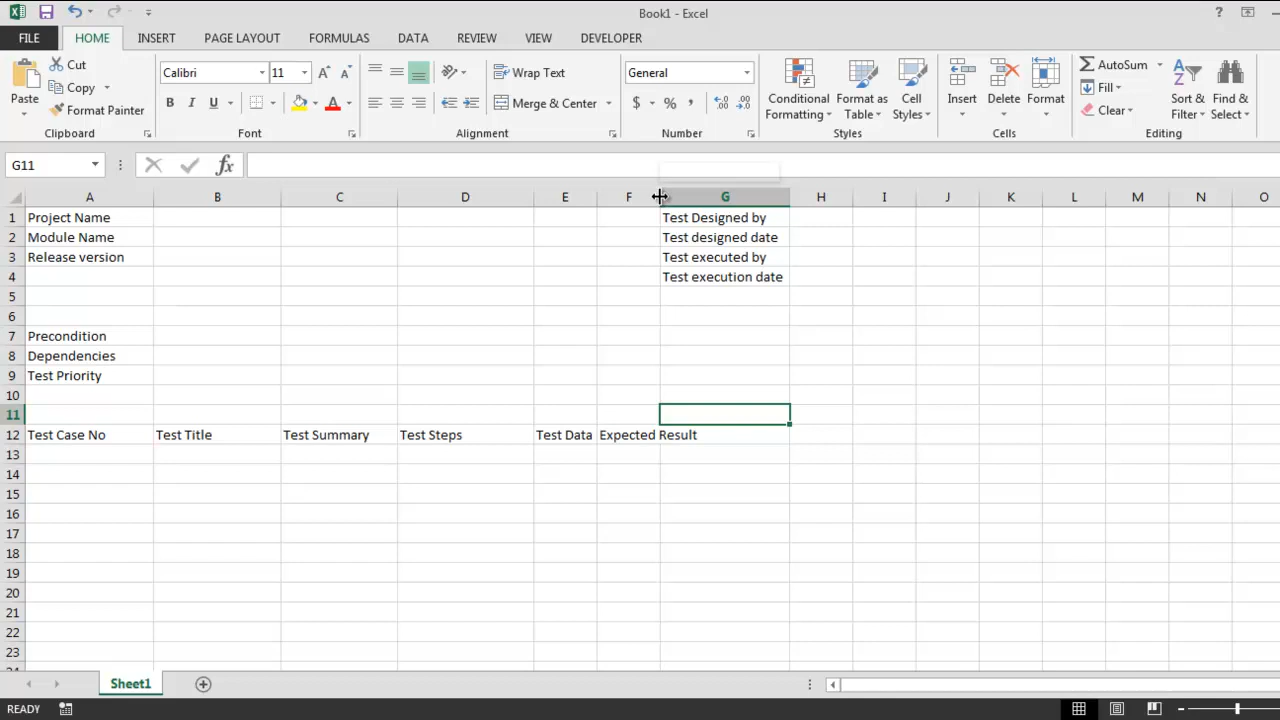 Book1 - Excel
?
FILE HOME INSERT PAGE LAYOUT FORMULAS DATA REVIEW VIEW DEVELOPER
Paste
Cut
Copy
Format Painter
Clipboard
Calibri 11
A A
B I U A
Font
Wrap Text
Merge & Center
Alignment
General
$ % ,
.0 .00
.00 .0
Number
Conditional Formatting
Format as Table
Cell Styles
Styles
Insert
Delete
Format
Cells
AutoSum
Fill
Clear
Sort & Filter
Find & Select
Editing
G11
fx
A B C D E F G H I J K L M N O
1 Project Name Test Designed by
2 Module Name Test designed date
3 Release version Test executed by
4 Test execution date
5
6
7 Precondition
8 Dependencies
9 Test Priority
10
11
12 Test Case No Test Title Test Summary Test Steps Test Data Expected Result
13
14
15
16
17
18
19
20
21
22
23
Sheet1
READY